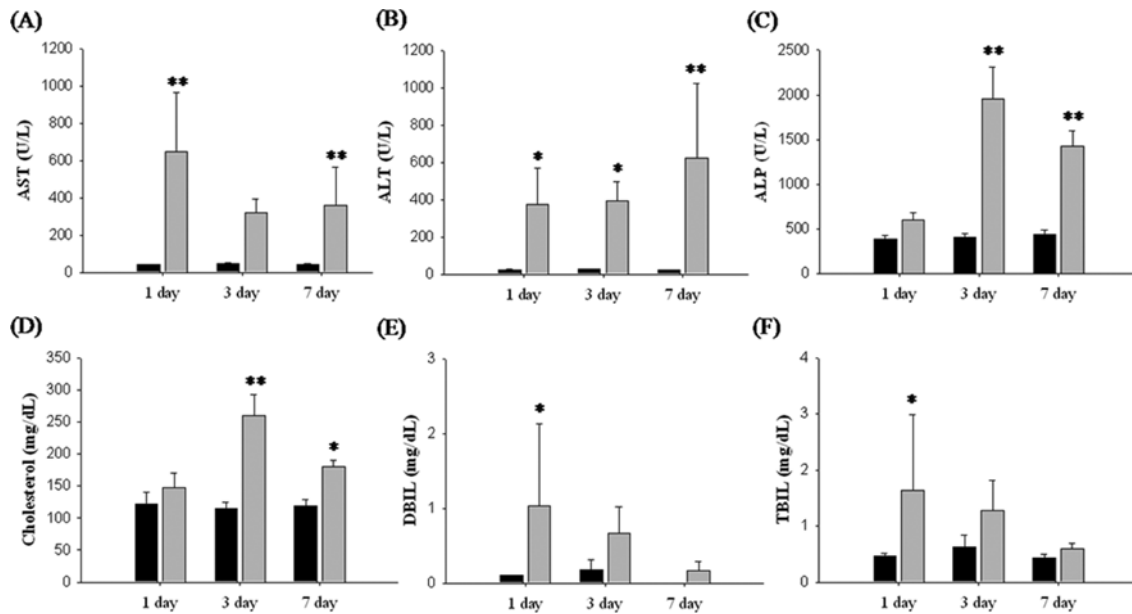 (A)
AST (U/L)
1200
1000
800
600
400
200
0
**
**
1 day 3 day 7 day
(B)
ALT (U/L)
1200
1000
800
600
400
200
0
*
*
**
1 day 3 day 7 day
(C)
ALP (U/L)
2500
2000
1500
1000
500
0
**
**
1 day 3 day 7 day
(D)
Cholesterol (mg/dL)
350
300
250
200
150
100
50
0
**
*
1 day 3 day 7 day
(E)
DBIL (mg/dL)
3
2
1
0
*
1 day 3 day 7 day
(F)
TBIL (mg/dL)
4
3
2
1
0
*
1 day 3 day 7 day